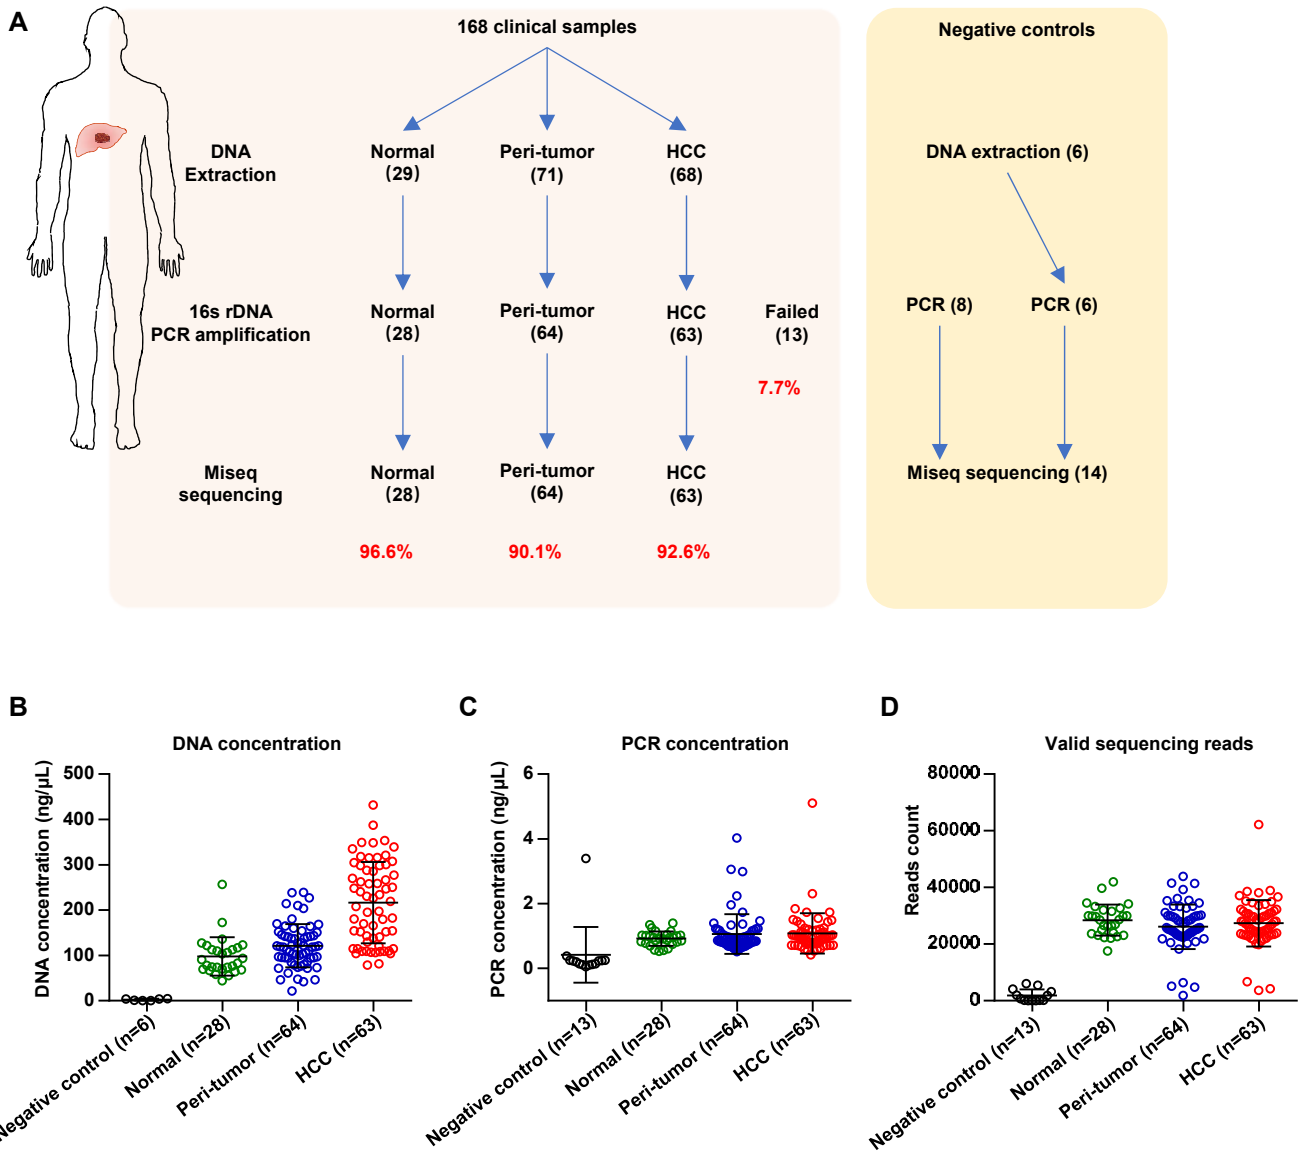 A
168 clinical samples
Negative controls
DNA
Extraction
Normal
(29)
Peri-tumor
(71)
HCC
(68)
DNA extraction (6)
16s rDNA
PCR amplification
Normal
(28)
Peri-tumor
(64)
HCC
(63)
Failed
(13)
PCR (8)
PCR (6)
7.7%
Miseq
sequencing
Normal
(28)
Peri-tumor
(64)
HCC
(63)
Miseq sequencing (14)
96.6%
90.1%
92.6%
B
DNA concentration
DNA concentration (ng/μL)
500
400
300
200
100
0
Negative control (n=6)
Normal (n=28)
Peri-tumor (n=64)
HCC (n=63)
C
PCR concentration
PCR concentration (ng/μL)
6
4
2
0
Negative control (n=13)
Normal (n=28)
Peri-tumor (n=64)
HCC (n=63)
D
Valid sequencing reads
Reads count
80000
60000
40000
20000
0
Negative control (n=13)
Normal (n=28)
Peri-tumor (n=64)
HCC (n=63)